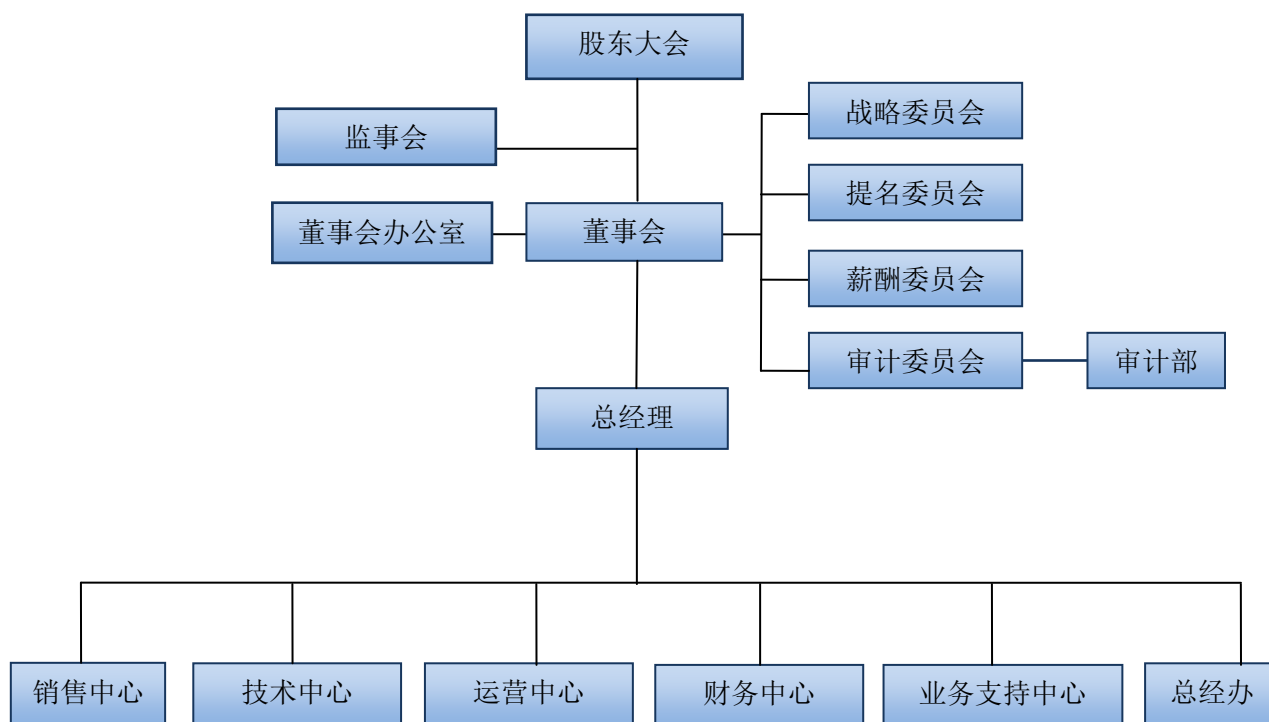 股东大会
监事会
战略委员会
提名委员会
董事会办公室
董事会
薪酬委员会
审计委员会
审计部
总经理
销售中心
技术中心
运营中心
财务中心
业务支持中心
总经办